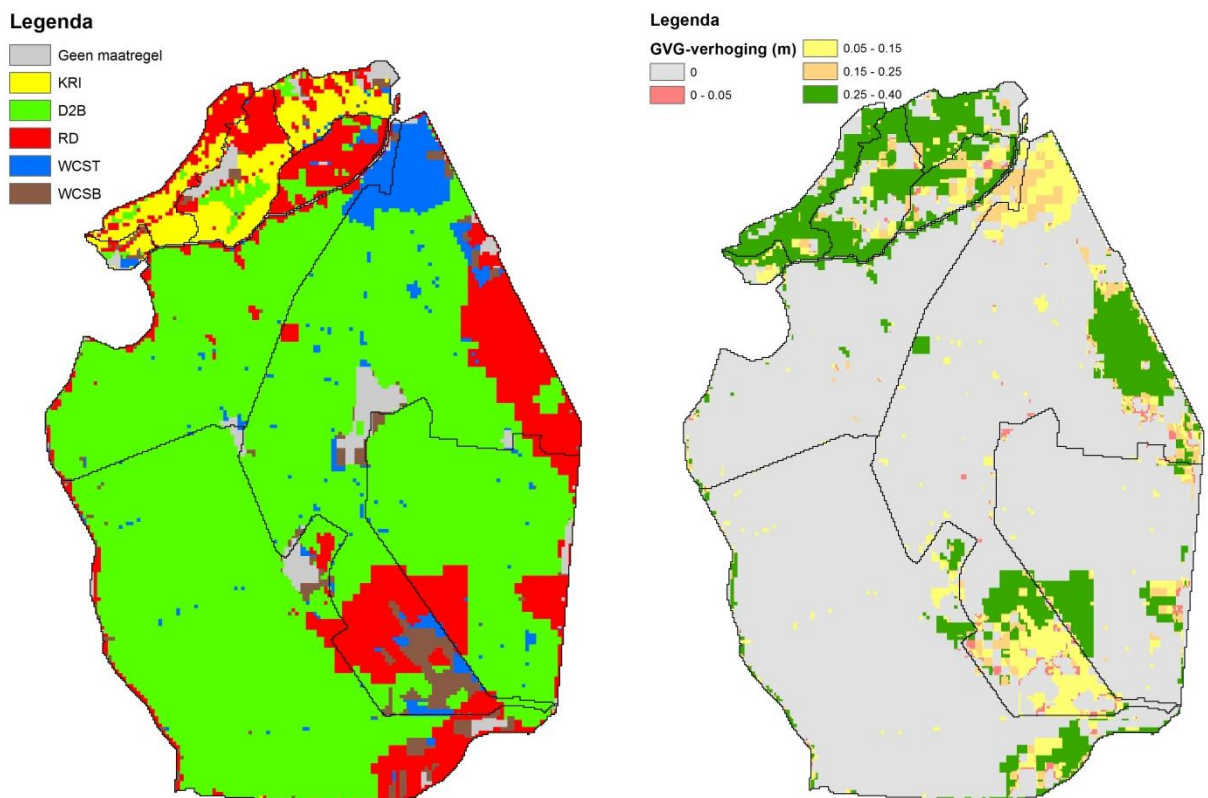 Legenda
Geen maatregel
KRI
D2B
RD
WCST
WCSB
Legenda
GVG-verhoging (m)
0
0 - 0.05
0.05 - 0.15
0.15 - 0.25
0.25 - 0.40